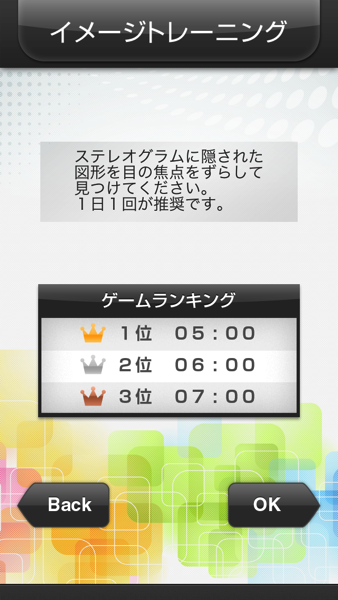 イメージトレーニング
ステレオグラムに隠された
図形を目の焦点をずらして
見つけてください。
１日１回が推奨です。
ゲームランキング
１位　０５：００
２位　０６：００
３位　０７：００
Back
OK